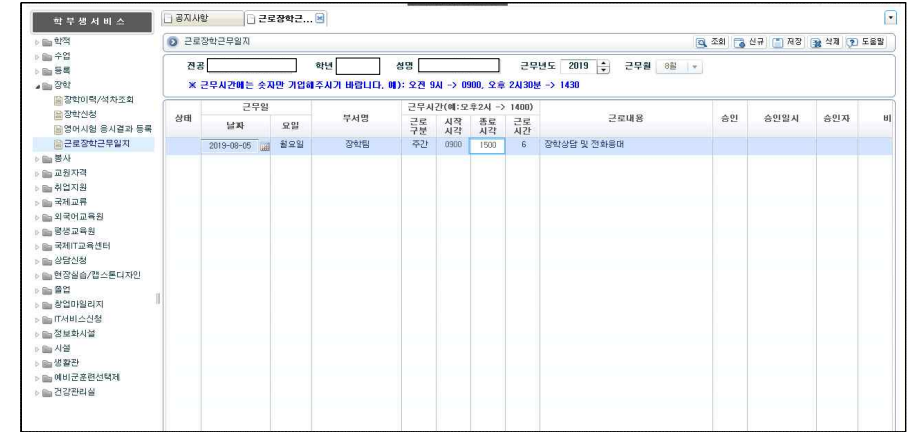 학부생서비스
공지사항
근로장학근...
학적
수업
등록
장학
장학이력/석차조회
장학신청
영어시험 응시결과 등록
근로장학근무일지
봉사
교원자격
취업지원
국제교류
외국어교육원
평생교육원
국제IT교육센터
상담신청
현장실습/캡스톤디자인
졸업
창업마일리지
IT서비스신청
정보화시설
시설
생활관
예비군훈련선택제
건강관리실
근로장학근무일지
조회 신규 저장 삭제 도움말
전공 학년 성명 근무년도 2019 근무월 8월
※ 근무시간에는 숫자만 기입해주시기 바랍니다. 예): 오전 9시 -> 0900, 오후 2시30분 -> 1430
상태 근무일 부서명 근무시간(예:오후2시 -> 1400) 근로내용 승인 승인일시 승인자 비
날짜 요일 근로구분 시작시각 종료시각 근로시간
2019-08-05 월요일 장학팀 주간 0900 1500 6 장학상담 및 전화응대